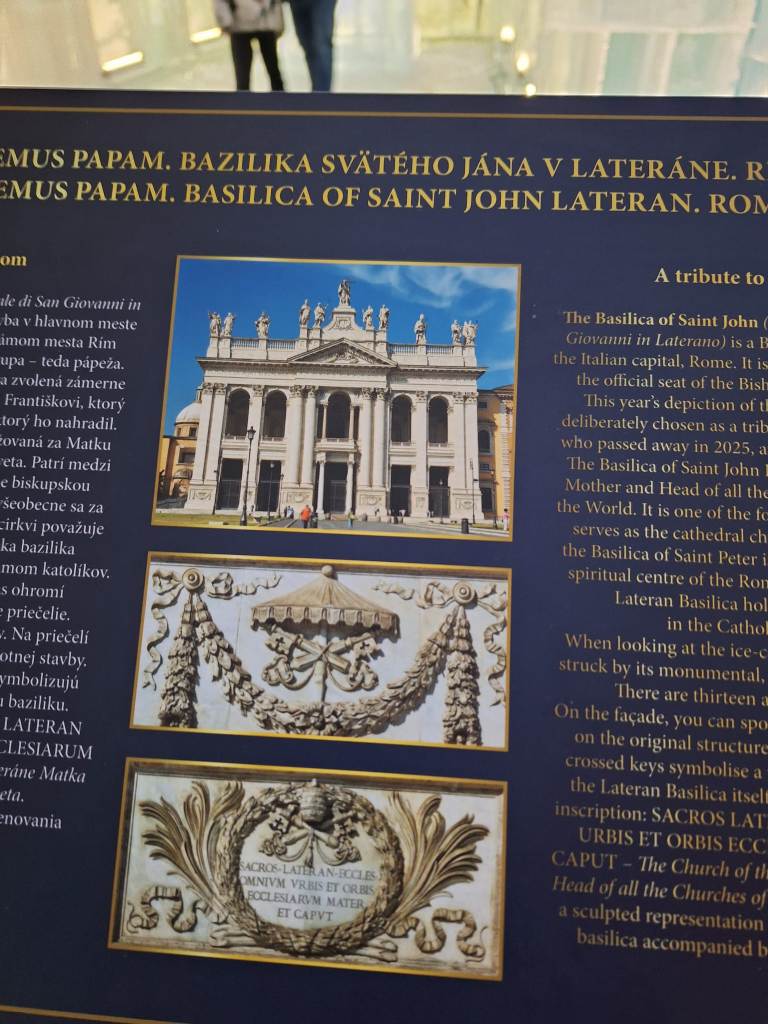 EMUS PAPAM. BAZILIKA SVÄTÉHO JÁNA V LATERÁNE. R
EMUS PAPAM. BASILICA OF SAINT JOHN LATERAN. ROM
om
ale di San Giovanni in
yba v hlavnom meste
ámom mesta Rím
upa – teda pápeža.
a zvolená zámerne
Františkovi, ktorý
ktorý ho nahradil.
žovaná za Matku
veta. Patrí medzi
e biskupskou
yšeobecne sa za
cirkvi považuje
ka bazilika
ámom katolíkov.
s ohromí
e priečelie.
y. Na priečelí
otnej stavby.
symbolizujú
u baziliku.
LATERAN
CLESIARUM
eráne Matka
eta.
enovania
SACROS-LATERAN-ECCLES-
OMNIVM VRBIS ET ORBIS
ECCLESIARVM MATER
ET CAPVT
A tribute to
The Basilica of Saint John (
Giovanni in Laterano) is a B
the Italian capital, Rome. It is
the official seat of the Bish
This year's depiction of th
deliberately chosen as a trib
who passed away in 2025, a
The Basilica of Saint John L
Mother and Head of all the
the World. It is one of the fo
serves as the cathedral ch
the Basilica of Saint Peter i
spiritual centre of the Rom
Lateran Basilica hol
in the Cathol
When looking at the ice-c
struck by its monumental,
There are thirteen a
On the façade, you can spo
on the original structure
crossed keys symbolise a
the Lateran Basilica itself
inscription: SACROS LAT
URBIS ET ORBIS ECC
CAPUT – The Church of th
Head of all the Churches of
a sculpted representation
basilica accompanied b